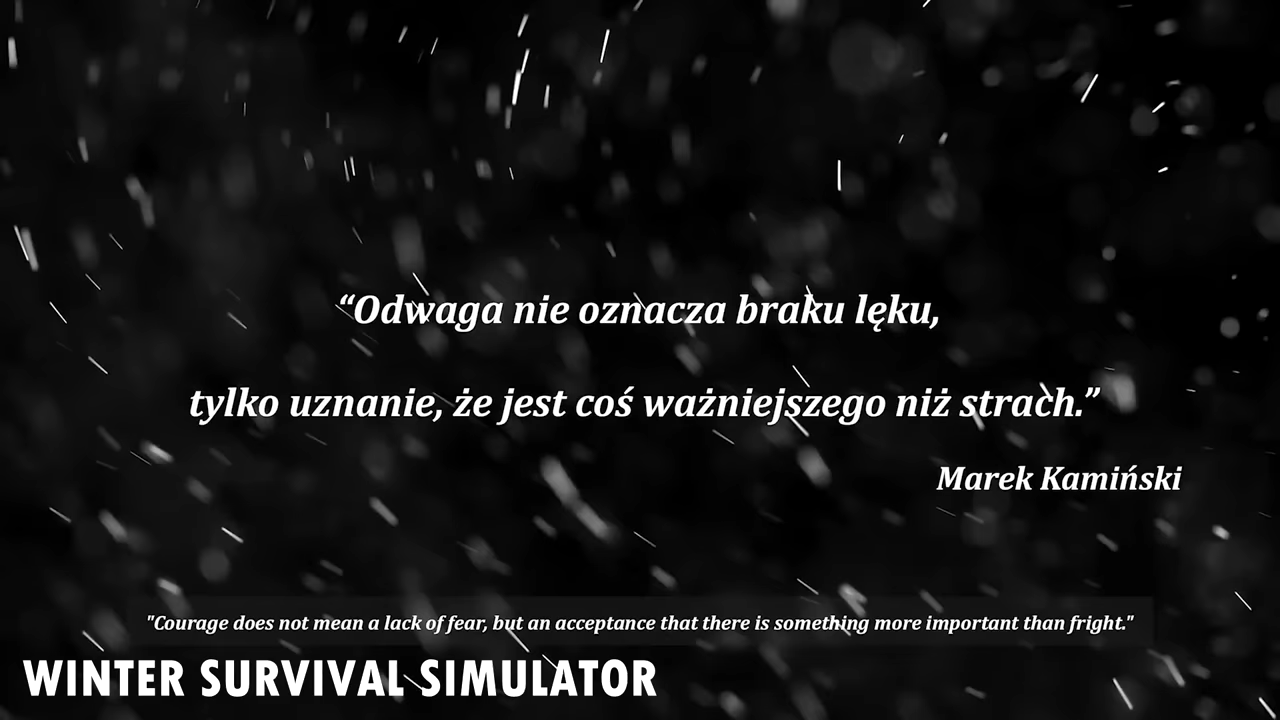 “Odwaga nie oznacza braku lęku,
tylko uznanie, że jest coś ważniejszego niż strach.”
Marek Kamiński
"Courage does not mean a lack of fear, but an acceptance that there is something more important than fright."
WINTER SURVIVAL SIMULATOR